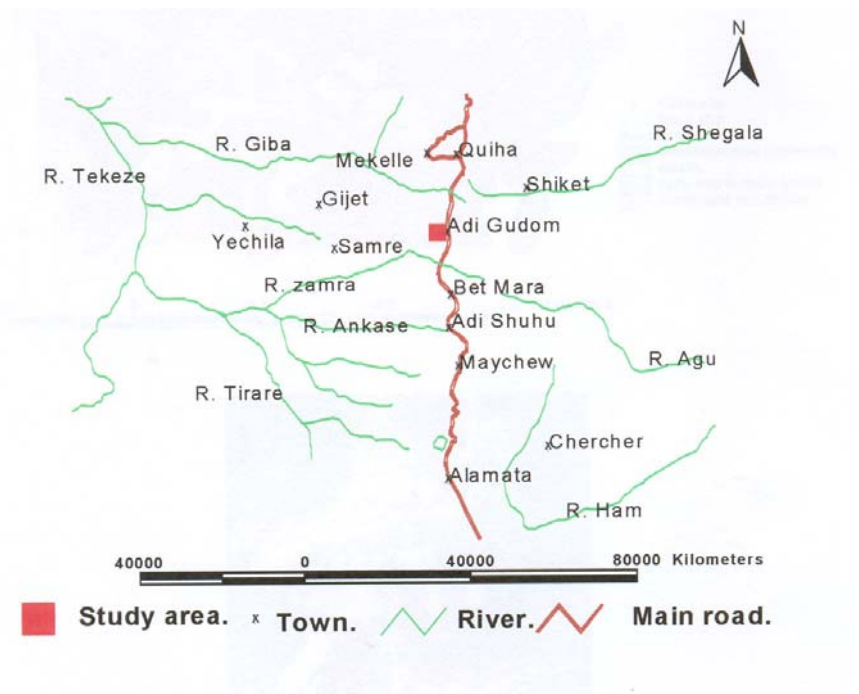 N
R. Shegala
R. Giba
Mekelle
Quiha
R. Tekeze
Shiket
Gijet
Adi Gudom
Yechila
Samre
R. zamra
Bet Mara
R. Ankase
Adi Shuhu
R. Agu
Maychew
R. Tirare
Chercher
Alamata
R. Ham
40000 0 40000 80000 Kilometers
Study area. x Town. River. Main road.